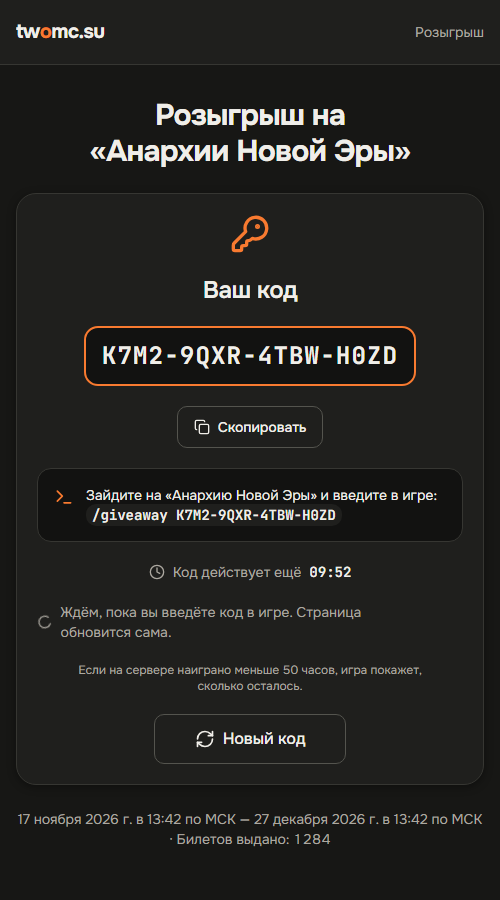 twomc.su
Розыгрыш
Розыгрыш на
«Анархии Новой Эры»
Ваш код
K7M2-9QXR-4TBW-H0ZD
Скопировать
Зайдите на «Анархию Новой Эры» и введите в игре:
/giveaway K7M2-9QXR-4TBW-H0ZD
Код действует ещё 09:52
Ждём, пока вы введёте код в игре. Страница
обновится сама.
Если на сервере наиграно меньше 50 часов, игра покажет,
сколько осталось.
Новый код
17 ноября 2026 г. в 13:42 по МСК — 27 декабря 2026 г. в 13:42 по МСК
· Билетов выдано: 1 284